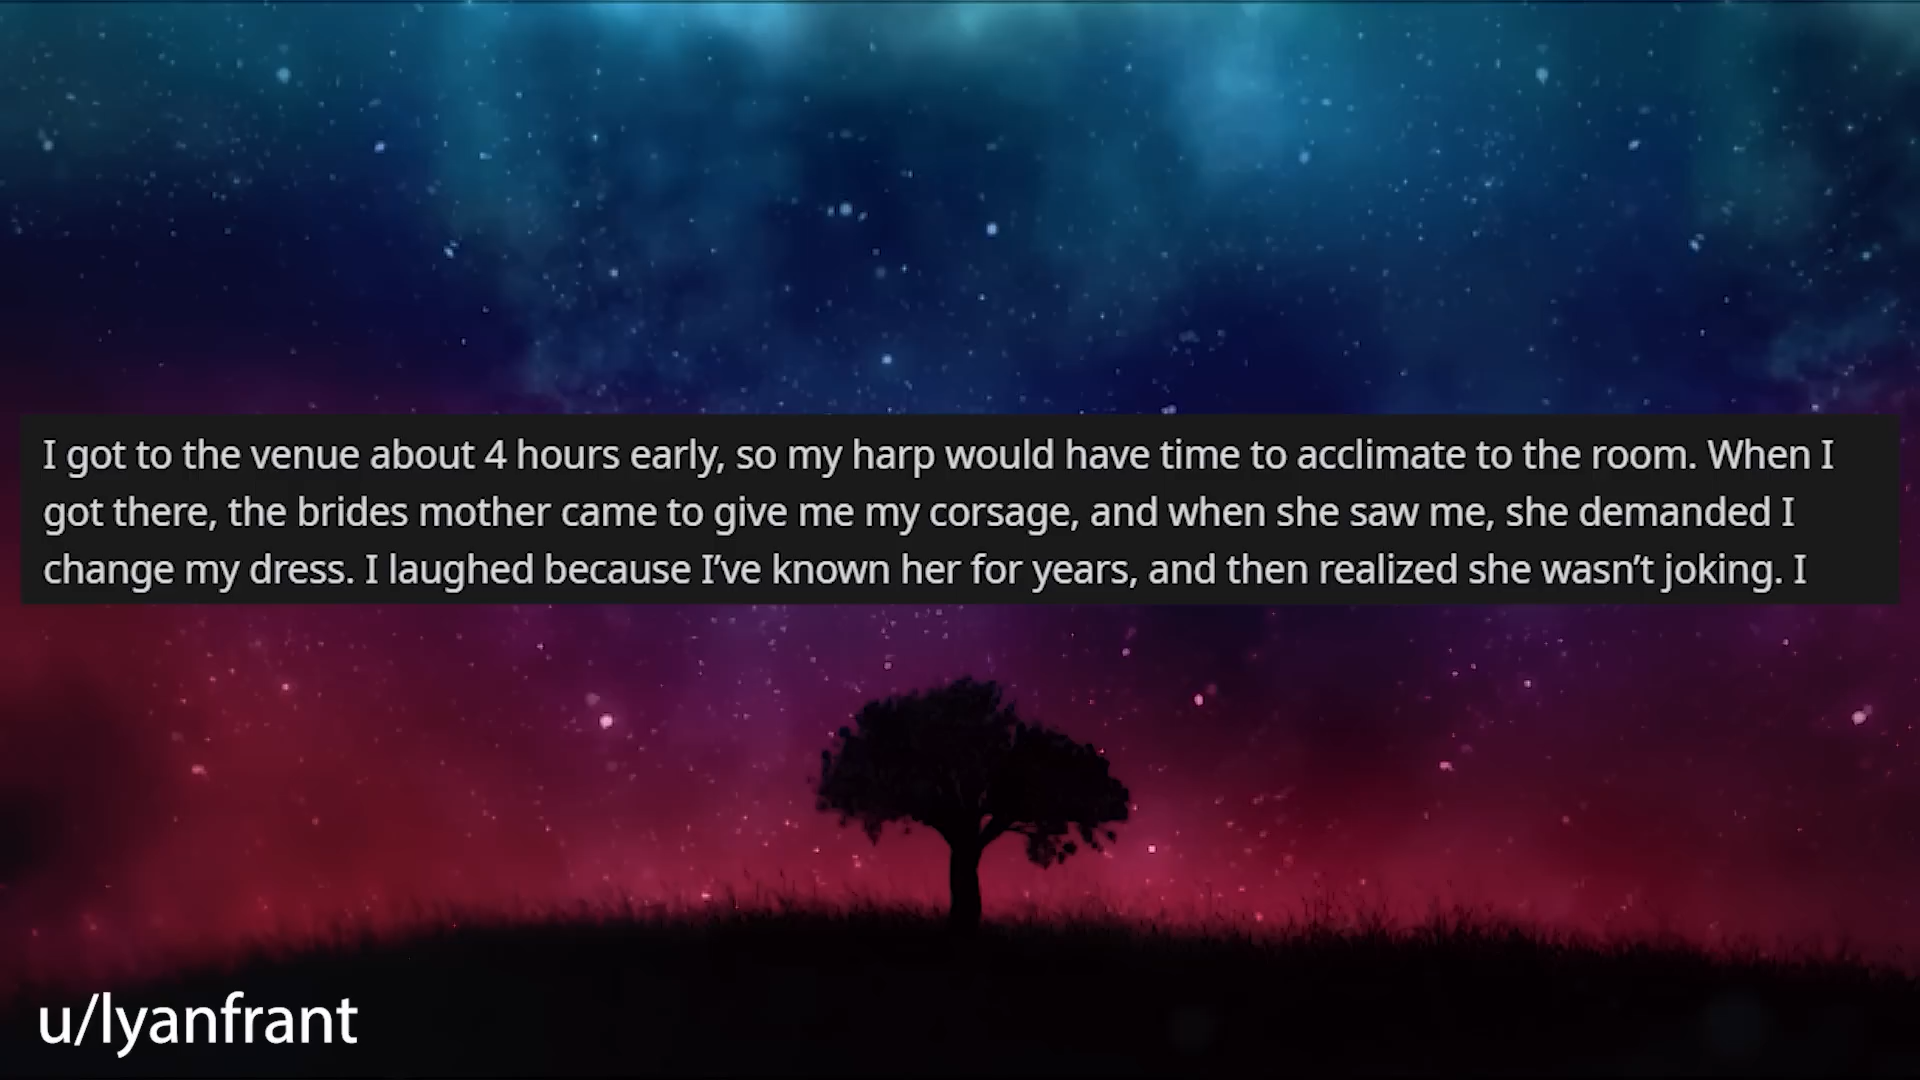 I got to the venue about 4 hours early, so my harp would have time to acclimate to the room. When I
got there, the brides mother came to give me my corsage, and when she saw me, she demanded I
change my dress. I laughed because I’ve known her for years, and then realized she wasn’t joking. I
u/lyanfrant